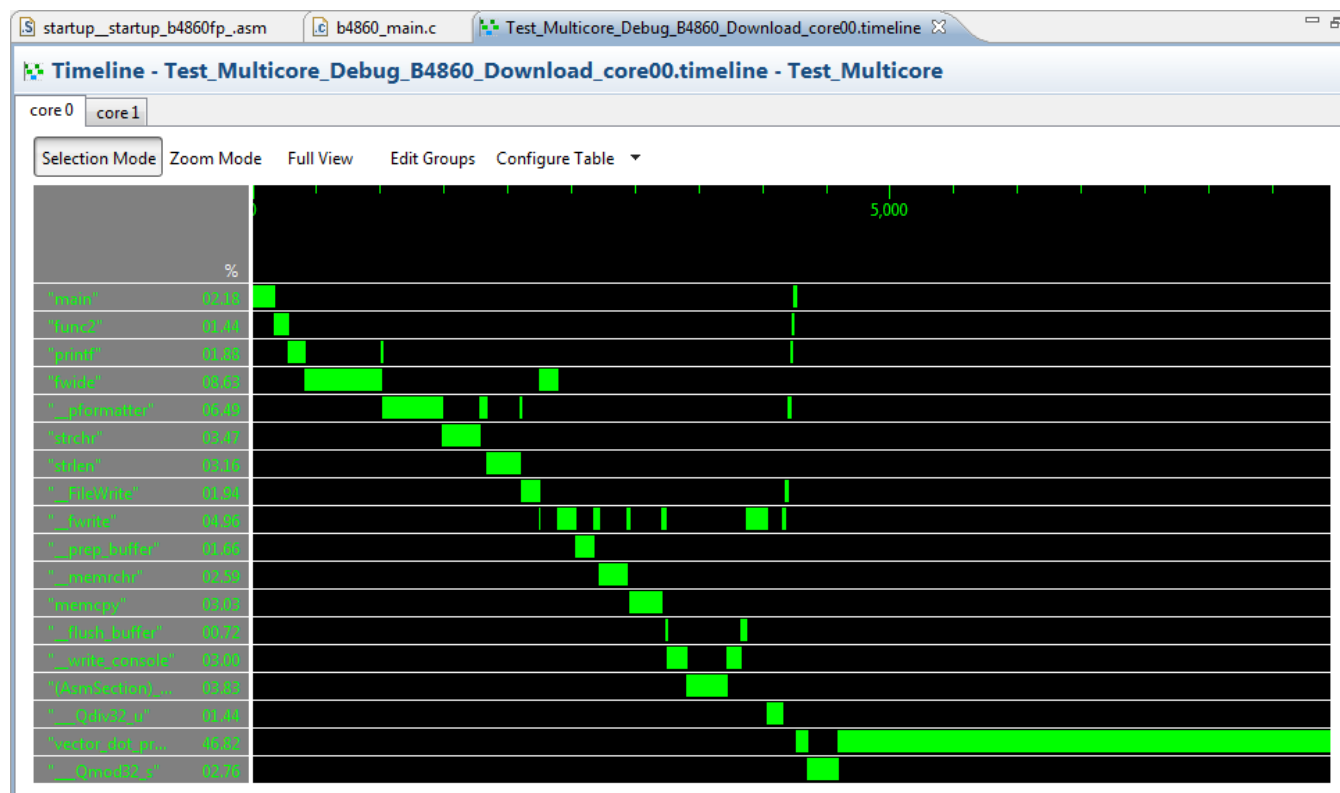 startup__startup_b4860fp_.asm b4860_main.c Test_Multicore_Debug_B4860_Download_core00.timeline
Timeline - Test_Multicore_Debug_B4860_Download_core00.timeline - Test_Multicore
core 0 core 1
Selection Mode Zoom Mode Full View Edit Groups Configure Table
0 5,000
%
"main" 02.18
"func2" 01.44
"printf" 01.88
"fwide" 08.63
"__pformatter" 06.49
"strchr" 03.47
"strlen" 03.16
"__FileWrite" 01.94
"__fwrite" 04.96
"__prep_buffer" 01.66
"__memrchr" 02.59
"memcpy" 03.03
"__flush_buffer" 00.72
"__write_console" 03.00
"(AsmSection)_... 03.83
"___Qdiv32_u" 01.44
"vector_dot_pr... 46.82
"___Qmod32_s" 02.76